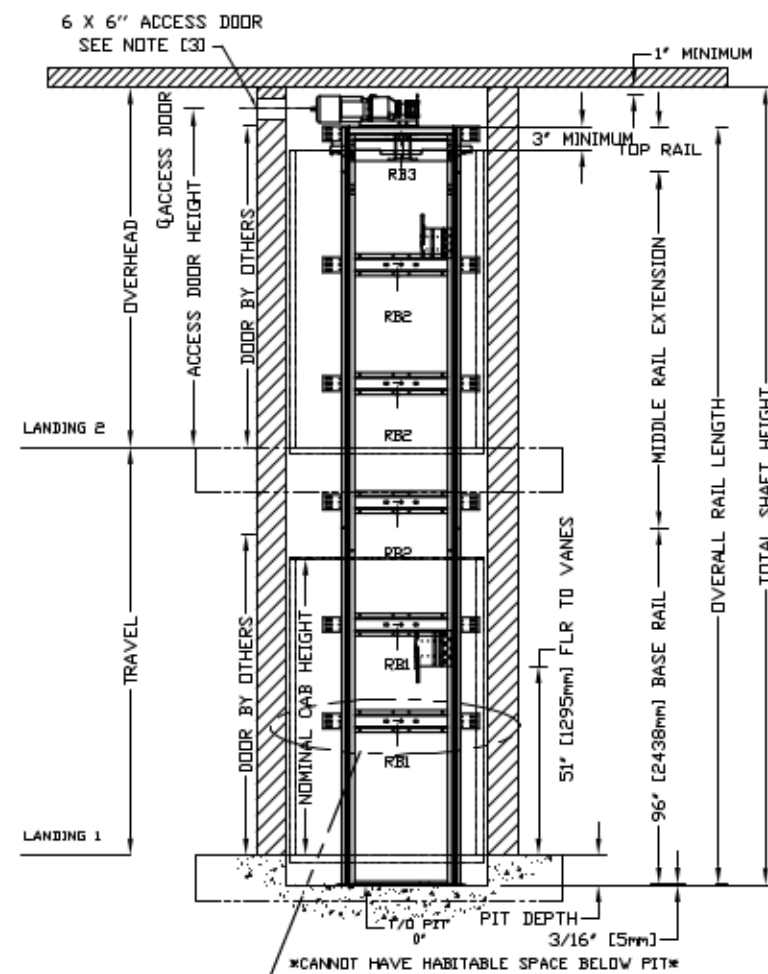 6 X 6" ACCESS DOOR
SEE NOTE [3]
1" MINIMUM
3" MINIMUM
TOP RAIL
RB3
℄ACCESS DOOR
ACCESS DOOR HEIGHT
OVERHEAD
DOOR BY OTHERS
RB2
RB2
MIDDLE RAIL EXTENSION
OVERALL RAIL LENGTH
TOTAL SHAFT HEIGHT
LANDING 2
RB2
TRAVEL
DOOR BY OTHERS
NOMINAL CAB HEIGHT
RB1
RB1
51" [1295mm] FLR TO VANES
96" [2438mm] BASE RAIL
LANDING 1
T/O PIT
0"
PIT DEPTH
3/16" [5mm]
*CANNOT HAVE HABITABLE SPACE BELOW PIT*